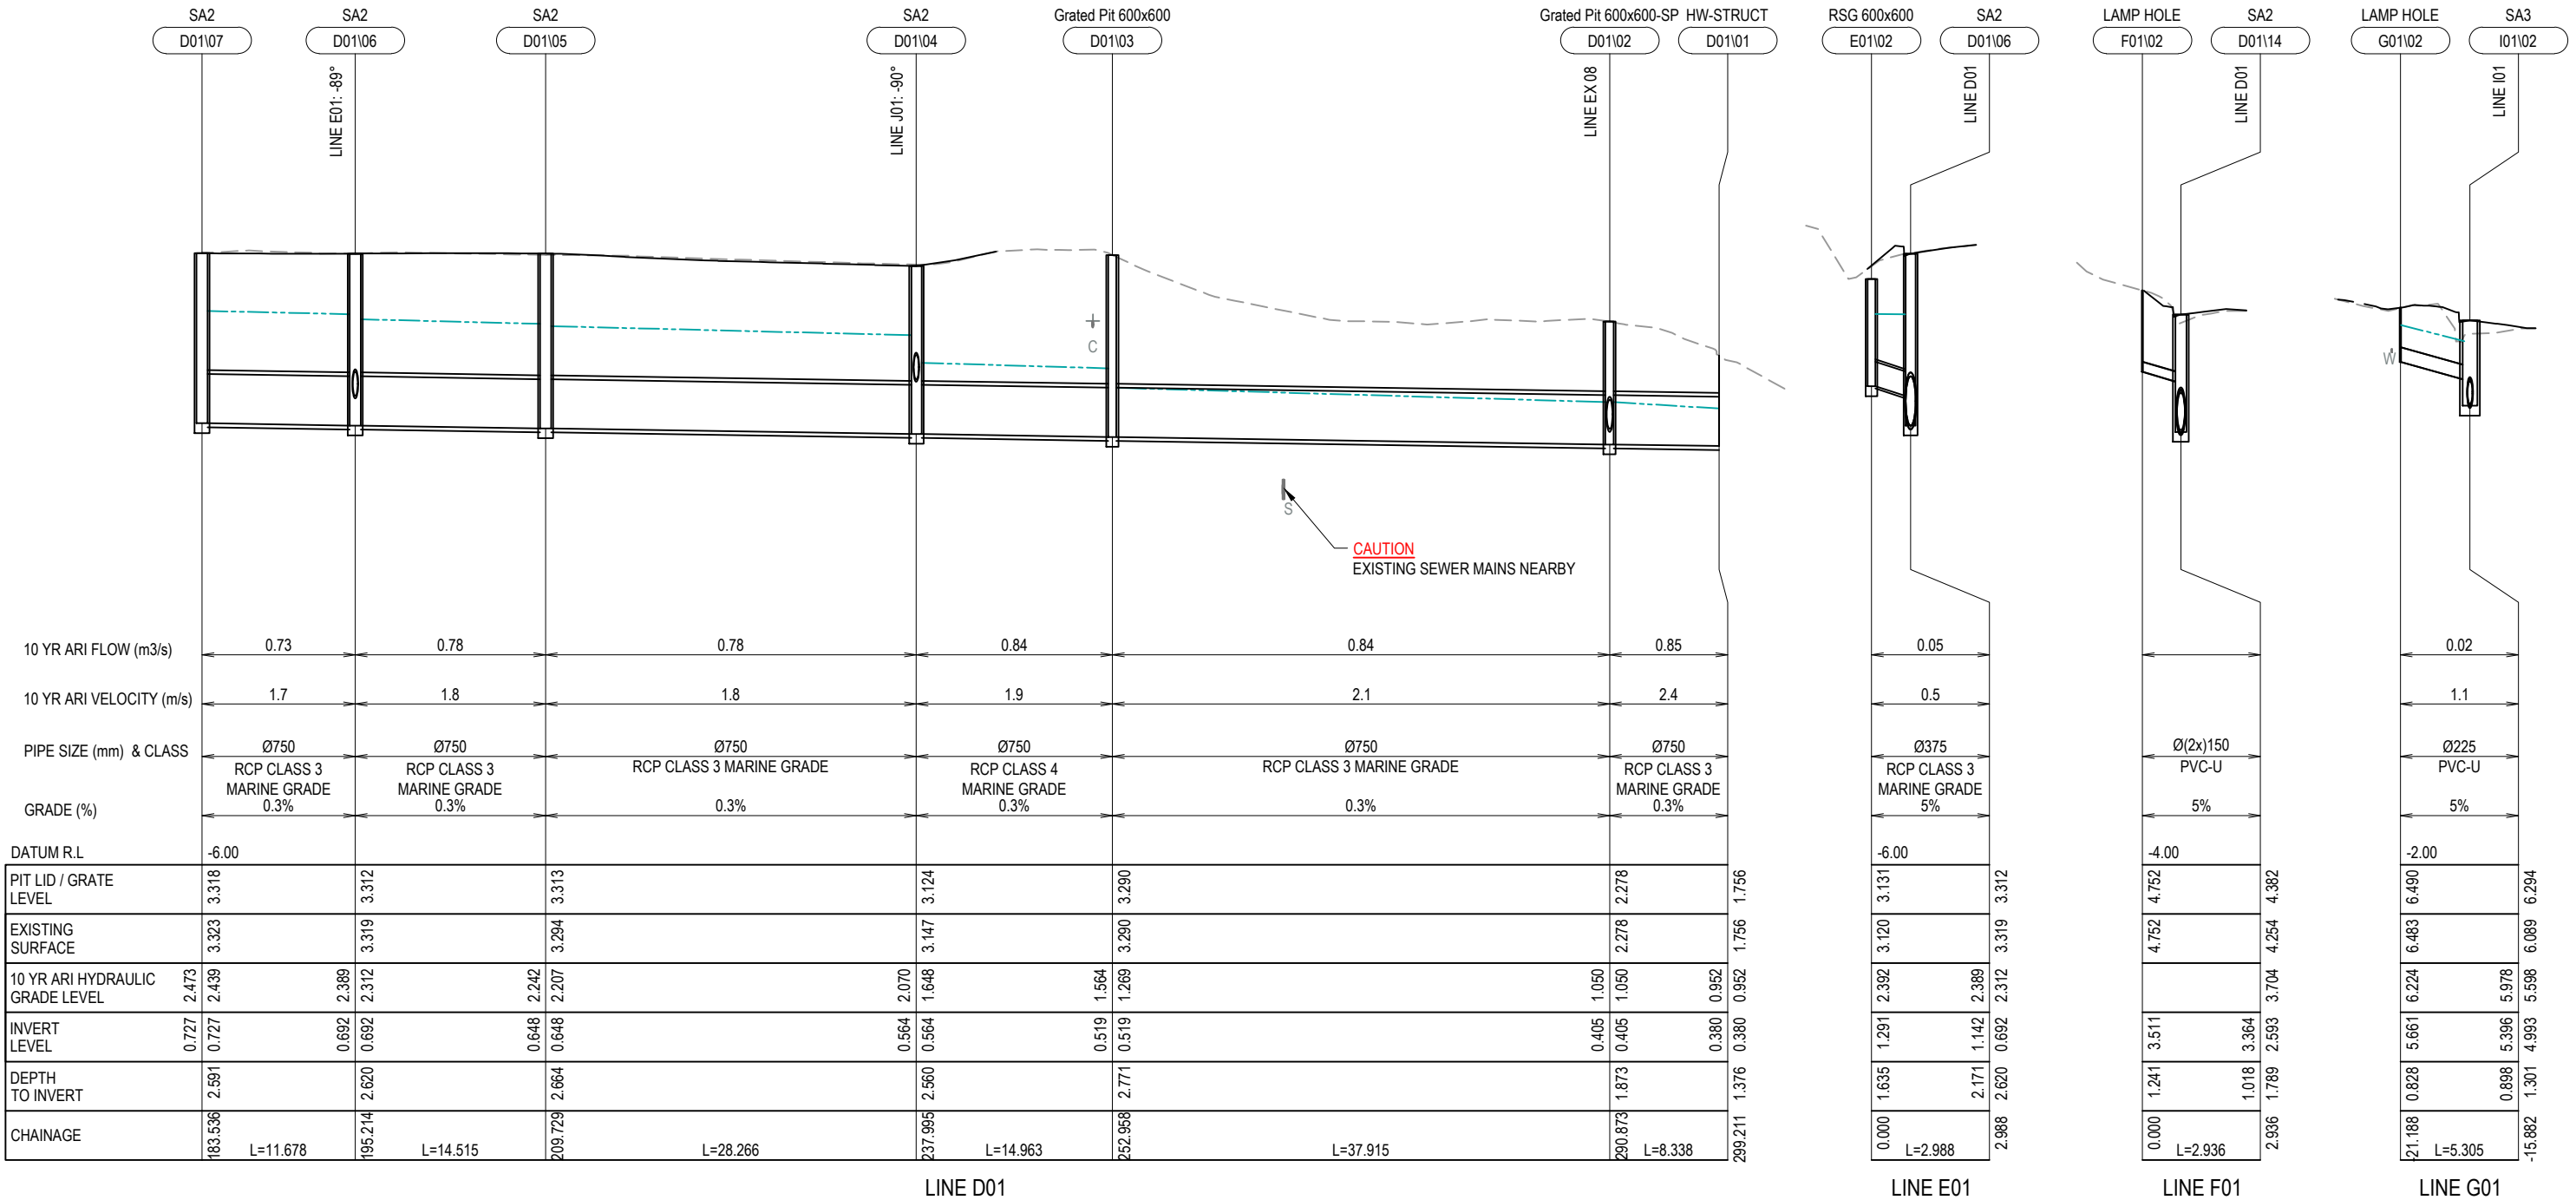 SA2 SA2 SA2 SA2 Grated Pit 600x600 Grated Pit 600x600-SP HW-STRUCT RSG 600x600 SA2 LAMP HOLE SA2 LAMP HOLE SA3
D01\07 D01\06 D01\05 D01\04 D01\03 D01\02 D01\01 E01\02 D01\06 F01\02 D01\14 G01\02 I01\02
LINE E01: -89°
LINE J01: -90°
LINE EX 08
LINE D01
LINE D01
LINE I01
C
W
S
CAUTION
EXISTING SEWER MAINS NEARBY
10 YR ARI FLOW (m3/s) 0.73 0.78 0.78 0.84 0.84 0.85 0.05 0.02
10 YR ARI VELOCITY (m/s) 1.7 1.8 1.8 1.9 2.1 2.4 0.5 1.1
PIPE SIZE (mm) & CLASS Ø750 Ø750 Ø750 Ø750 Ø750 Ø750 Ø375 Ø(2x)150 Ø225
RCP CLASS 3 RCP CLASS 3 RCP CLASS 3 MARINE GRADE RCP CLASS 4 RCP CLASS 3 MARINE GRADE RCP CLASS 3 RCP CLASS 3 PVC-U PVC-U
MARINE GRADE MARINE GRADE MARINE GRADE MARINE GRADE MARINE GRADE
GRADE (%) 0.3% 0.3% 0.3% 0.3% 0.3% 0.3% 5% 5% 5%
DATUM R.L -6.00 -6.00 -4.00 -2.00
PIT LID / GRATE
LEVEL
3.318 3.312 3.313 3.124 3.290 2.278 1.756 3.131 3.312 4.752 4.382 6.490 6.294
EXISTING
SURFACE
3.323 3.319 3.294 3.147 3.290 2.278 1.756 3.120 3.319 4.752 4.254 6.483 6.089
10 YR ARI HYDRAULIC
GRADE LEVEL
2.473 2.439 2.389 2.312 2.242 2.207 2.070 1.648 1.564 1.269 1.050 1.050 0.952 0.952 2.392 2.389 2.312 3.704 6.224 5.978 5.598
INVERT
LEVEL
0.727 0.727 0.692 0.692 0.648 0.648 0.564 0.564 0.519 0.519 0.405 0.405 0.380 0.380 1.291 1.142 0.692 3.511 3.364 2.593 5.661 5.396 4.993
DEPTH
TO INVERT
2.591 2.620 2.664 2.560 2.771 1.873 1.376 1.635 2.171 2.620 1.241 1.018 1.789 0.828 0.898 1.301
CHAINAGE
183.536 195.214 209.729 237.995 252.958 290.873 299.211 0.000 2.988 0.000 2.936 -21.188 -15.882
L=11.678 L=14.515 L=28.266 L=14.963 L=37.915 L=8.338 L=2.988 L=2.936 L=5.305
LINE D01 LINE E01 LINE F01 LINE G01